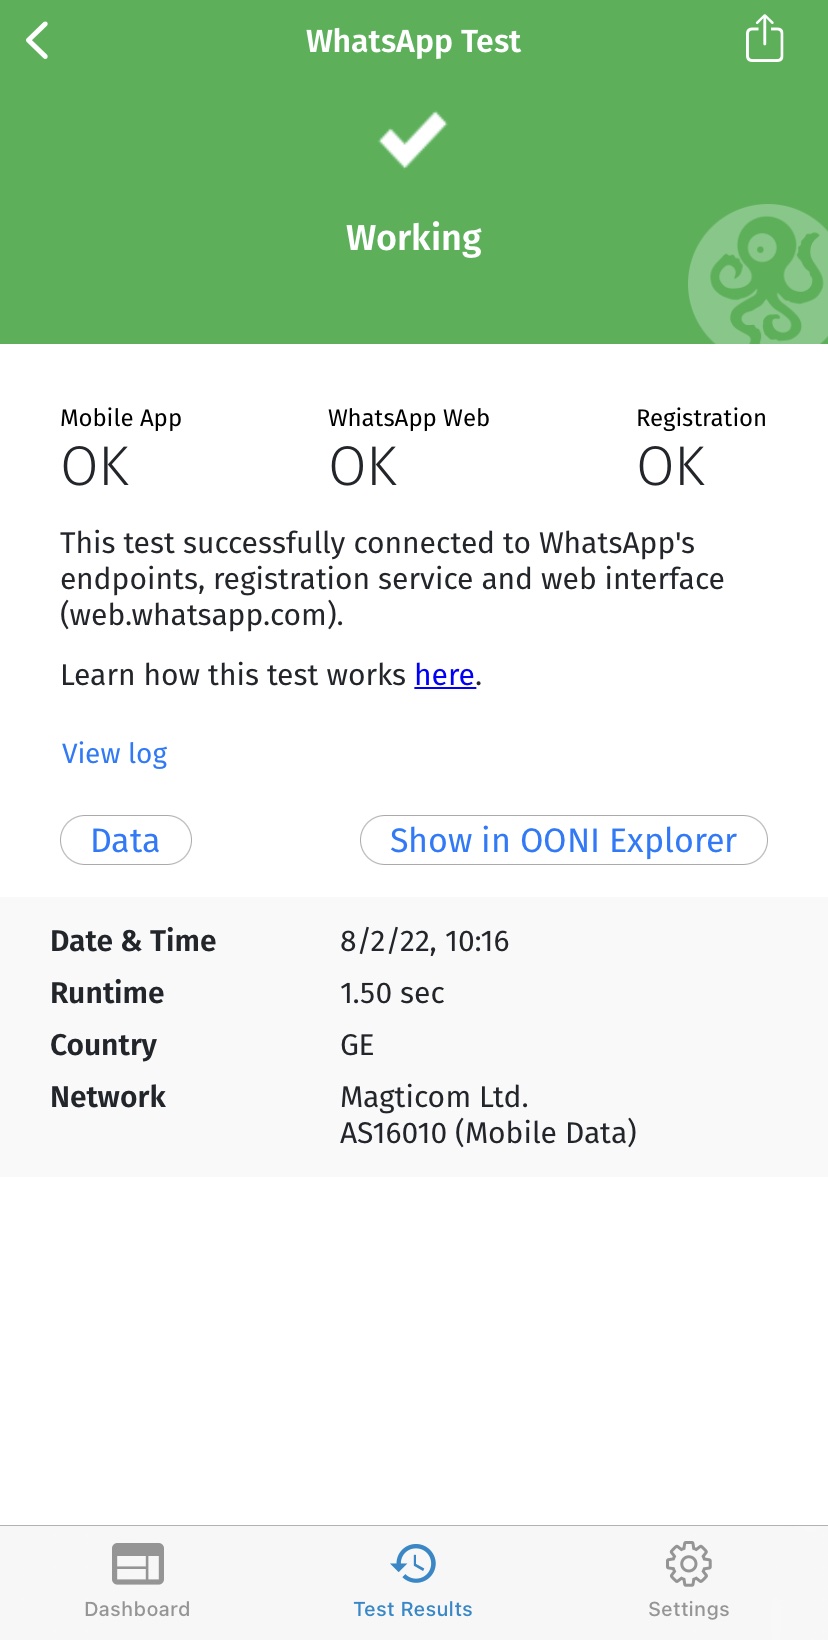 WhatsApp Test
Working
Mobile App
WhatsApp Web
Registration
OK
OK
OK
This test successfully connected to WhatsApp's
endpoints, registration service and web interface
(web.whatsapp.com).
Learn how this test works here.
View log
Data
Show in OONI Explorer
Date & Time
8/2/22, 10:16
Runtime
1.50 sec
Country
GE
Network
Magticom Ltd.
AS16010 (Mobile Data)
Dashboard
Test Results
Settings